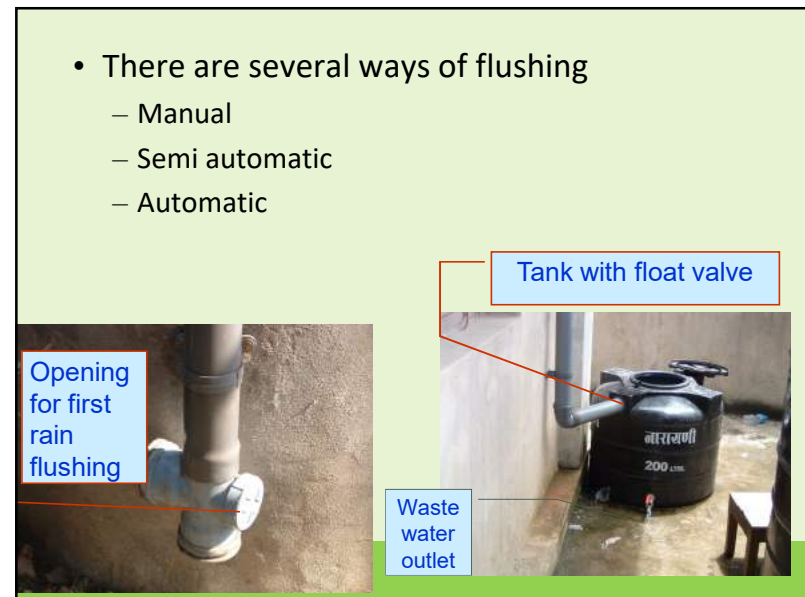 • There are several ways of flushing
– Manual
– Semi automatic
– Automatic
Tank with float valve
Opening
for first
rain
flushing
नारायणी
200 LTRS.
Waste
water
outlet